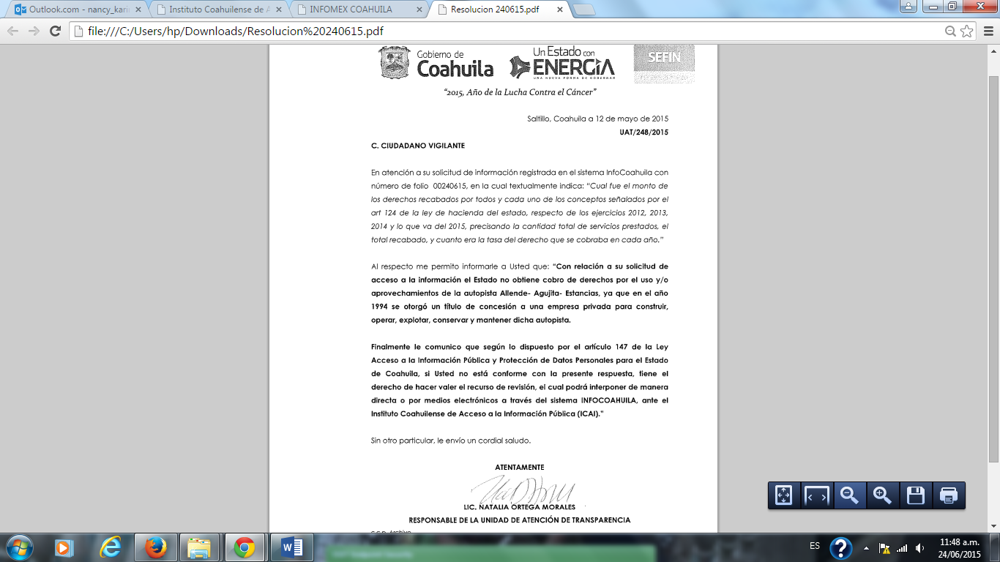 Outlook.com - nancy_kari
Instituto Coahuilense de A
INFOMEX COAHUILA
Resolucion 240615.pdf
file:///C:/Users/hp/Downloads/Resolucion%20240615.pdf
Gobierno de
Coahuila
Un Estado con
ENERGÍA
UNA NUEVA FORMA DE GOBERNAR
SEFIN
“2015, Año de la Lucha Contra el Cáncer”
Saltillo, Coahuila a 12 de mayo de 2015
UAT/248/2015
C. CIUDADANO VIGILANTE
En atención a su solicitud de información registrada en el sistema InfoCoahuila con
número de folio 00240615, en la cual textualmente indica: “Cual fue el monto de
los derechos recabados por todos y cada uno de los conceptos señalados por el
art 124 de la ley de hacienda del estado, respecto de los ejercicios 2012, 2013,
2014 y lo que va del 2015, precisando la cantidad total de servicios prestados, el
total recabado, y cuanto era la tasa del derecho que se cobraba en cada año.”
Al respecto me permito informarle a Usted que: “Con relación a su solicitud de
acceso a la información el Estado no obtiene cobro de derechos por el uso y/o
aprovechamientos de la autopista Allende- Agujita- Estancias, ya que en el año
1994 se otorgó un título de concesión a una empresa privada para construir,
operar, explotar, conservar y mantener dicha autopista.
Finalmente le comunico que según lo dispuesto por el artículo 147 de la Ley
Acceso a la Información Pública y Protección de Datos Personales para el Estado
de Coahuila, si Usted no está conforme con la presente respuesta, tiene el
derecho de hacer valer el recurso de revisión, el cual podrá interponer de manera
directa o por medios electrónicos a través del sistema INFOCOAHUILA, ante el
Instituto Coahuilense de Acceso a la Información Pública (ICAI).”
Sin otro particular, le envío un cordial saludo.
ATENTAMENTE
LIC. NATALIA ORTEGA MORALES
RESPONSABLE DE LA UNIDAD DE ATENCIÓN DE TRANSPARENCIA
c.c.p. Archivo
ES
11:48 a.m.
24/06/2015